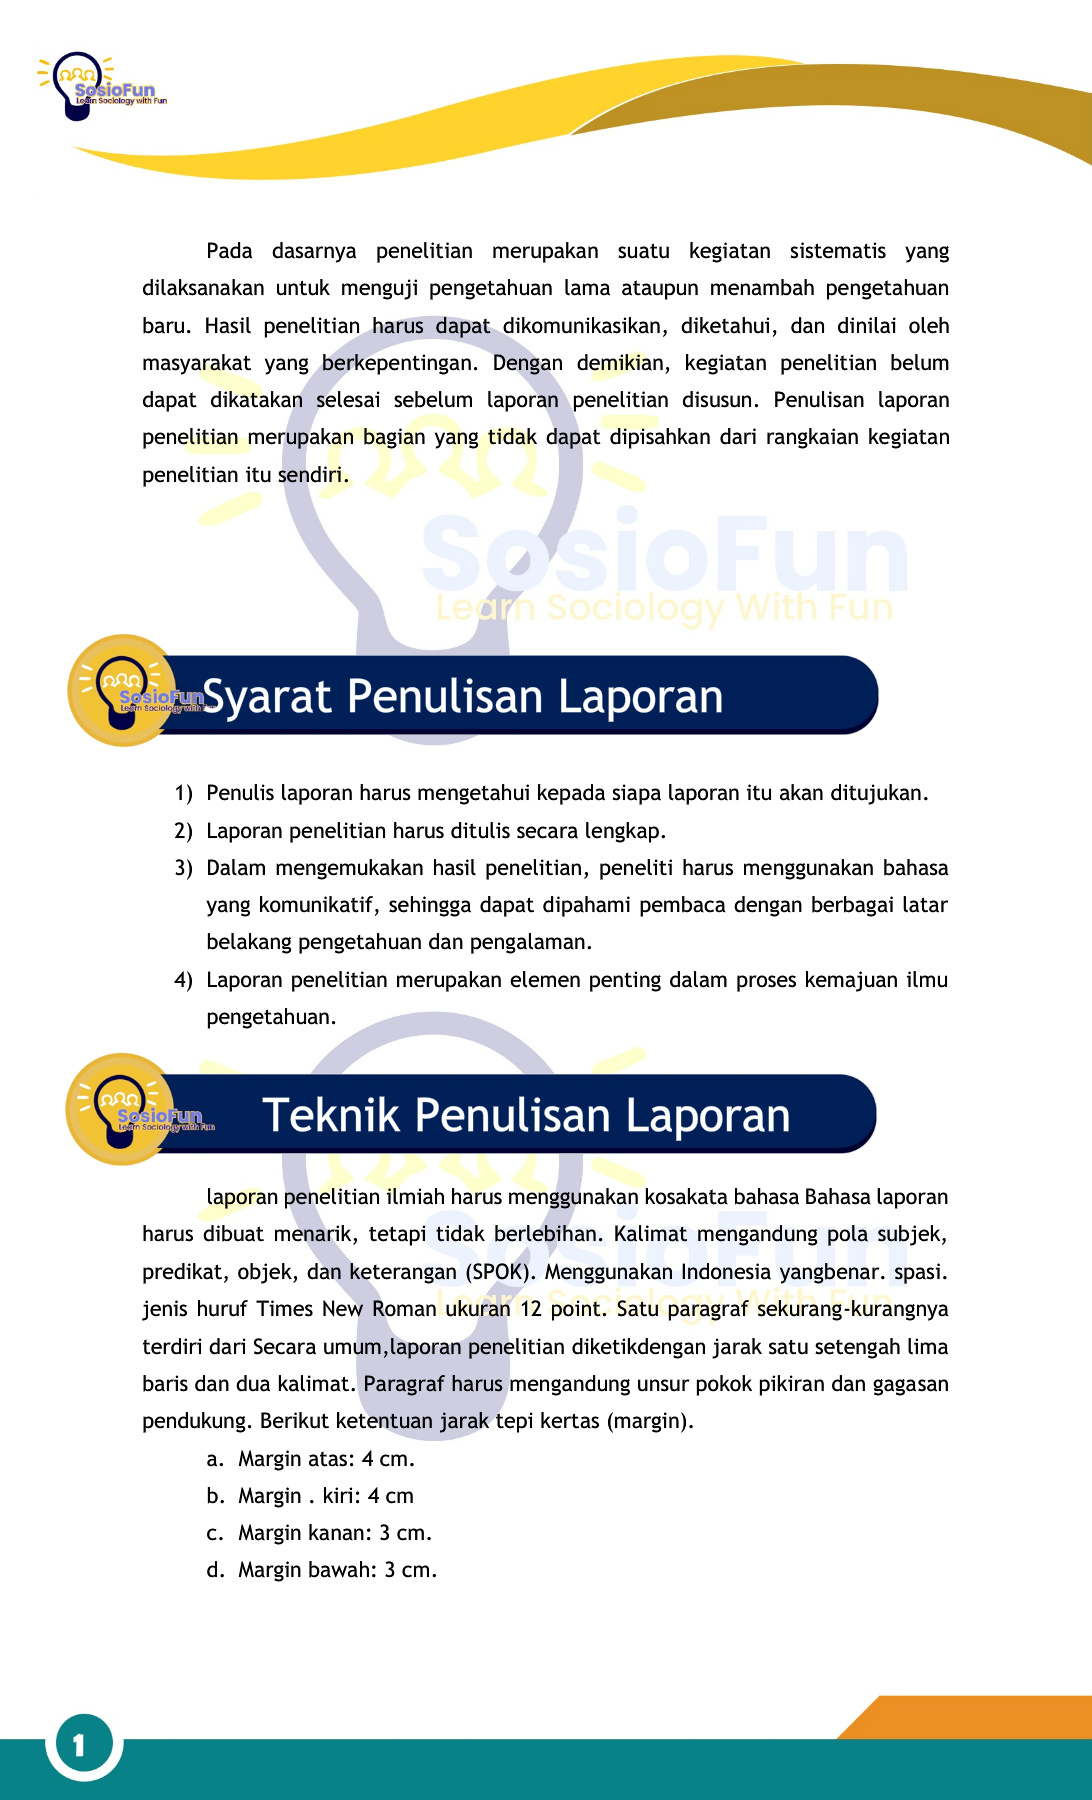 SosioFun
Learn Sociology with Fun
Pada dasarnya penelitian merupakan suatu kegiatan sistematis yang
dilaksanakan untuk menguji pengetahuan lama ataupun menambah pengetahuan
baru. Hasil penelitian harus dapat dikomunikasikan, diketahui, dan dinilai oleh
masyarakat yang berkepentingan. Dengan demikian, kegiatan penelitian belum
dapat dikatakan selesai sebelum laporan penelitian disusun. Penulisan laporan
penelitian merupakan bagian yang tidak dapat dipisahkan dari rangkaian kegiatan
penelitian itu sendiri.
SosioFun
Learn Sociology With Fun
SosioFun
Learn Sociology with Fun
Syarat Penulisan Laporan
1) Penulis laporan harus mengetahui kepada siapa laporan itu akan ditujukan.
2) Laporan penelitian harus ditulis secara lengkap.
3) Dalam mengemukakan hasil penelitian, peneliti harus menggunakan bahasa
yang komunikatif, sehingga dapat dipahami pembaca dengan berbagai latar
belakang pengetahuan dan pengalaman.
4) Laporan penelitian merupakan elemen penting dalam proses kemajuan ilmu
pengetahuan.
SosioFun
Learn Sociology with Fun
Teknik Penulisan Laporan
laporan penelitian ilmiah harus menggunakan kosakata bahasa Bahasa laporan
harus dibuat menarik, tetapi tidak berlebihan. Kalimat mengandung pola subjek,
predikat, objek, dan keterangan (SPOK). Menggunakan Indonesia yangbenar. spasi.
jenis huruf Times New Roman ukuran 12 point. Satu paragraf sekurang-kurangnya
terdiri dari Secara umum,laporan penelitian diketikdengan jarak satu setengah lima
baris dan dua kalimat. Paragraf harus mengandung unsur pokok pikiran dan gagasan
pendukung. Berikut ketentuan jarak tepi kertas (margin).
SosioFun
Learn Sociology With Fun
a. Margin atas: 4 cm.
b. Margin . kiri: 4 cm
c. Margin kanan: 3 cm.
d. Margin bawah: 3 cm.
1